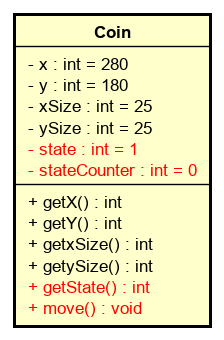 Coin
- x : int = 280
- y : int = 180
- xSize : int = 25
- ySize : int = 25
- state : int = 1
- stateCounter : int = 0
+ getX() : int
+ getY() : int
+ getxSize() : int
+ getySize() : int
+ getState() : int
+ move() : void